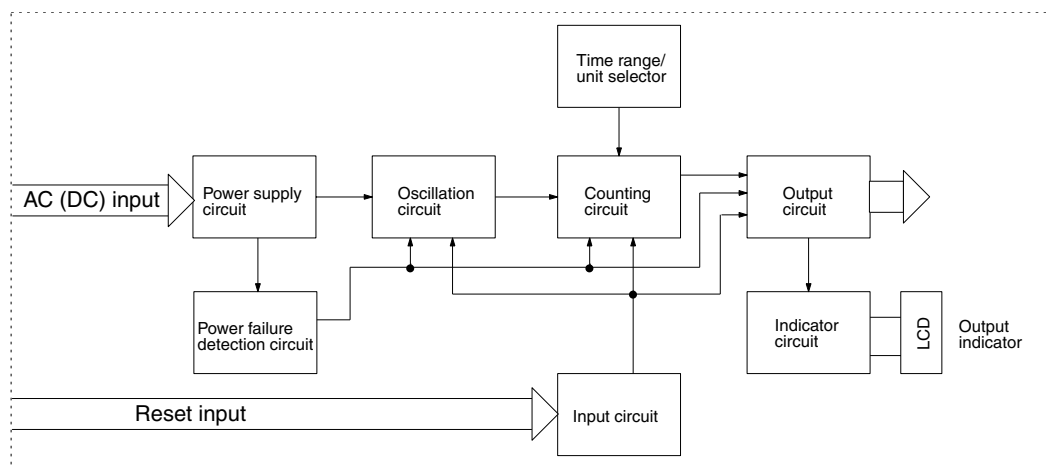 Time range/
unit selector
AC (DC) input
Power supply
circuit
Oscillation
circuit
Counting
circuit
Output
circuit
Power failure
detection circuit
Indicator
circuit
LCD
Output
indicator
Reset input
Input circuit